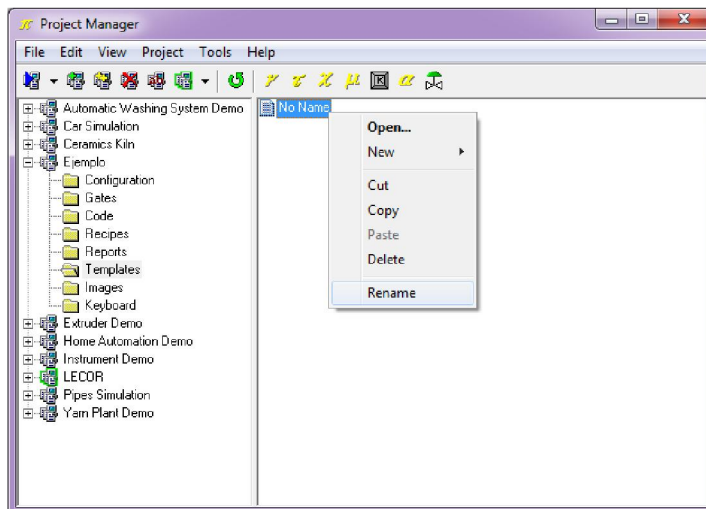 Project Manager
File Edit View Project Tools Help
Automatic Washing System Demo
Car Simulation
Ceramics Kiln
Ejemplo
Configuration
Gates
Code
Recipes
Reports
Templates
Images
Keyboard
Extruder Demo
Home Automation Demo
Instrument Demo
LECOR
Pipes Simulation
Yarn Plant Demo
No Name
Open...
New
Cut
Copy
Paste
Delete
Rename